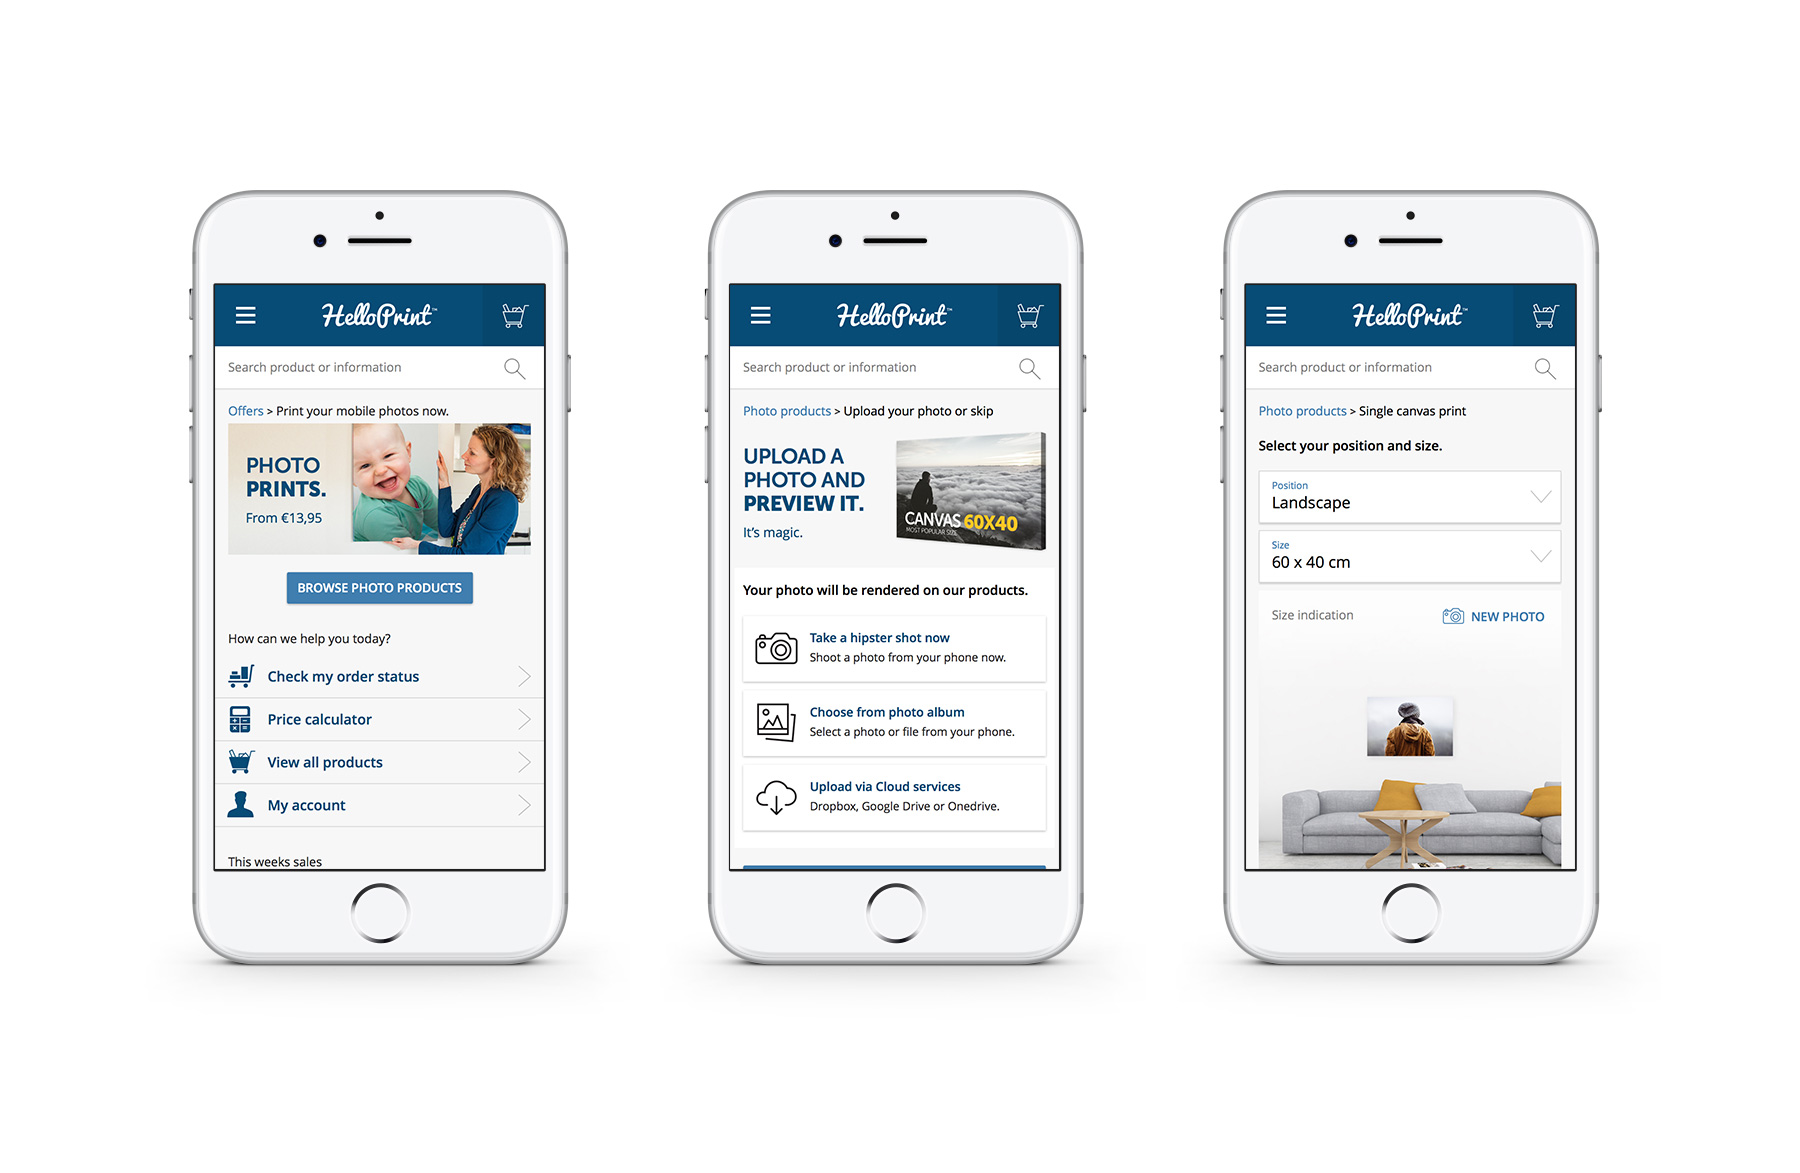 HelloPrint™
Search product or information
Offers > Print your mobile photos now.
PHOTO
PRINTS.
From €13,95
BROWSE PHOTO PRODUCTS
How can we help you today?
Check my order status
Price calculator
View all products
My account
This weeks sales
HelloPrint™
Search product or information
Photo products > Upload your photo or skip
UPLOAD A
PHOTO AND
PREVIEW IT.
It's magic.
CANVAS 60X40
MOST POPULAR SIZE
Your photo will be rendered on our products.
Take a hipster shot now
Shoot a photo from your phone now.
Choose from photo album
Select a photo or file from your phone.
Upload via Cloud services
Dropbox, Google Drive or Onedrive.
HelloPrint™
Search product or information
Photo products > Single canvas print
Select your position and size.
Position
Landscape
Size
60 x 40 cm
Size indication
NEW PHOTO